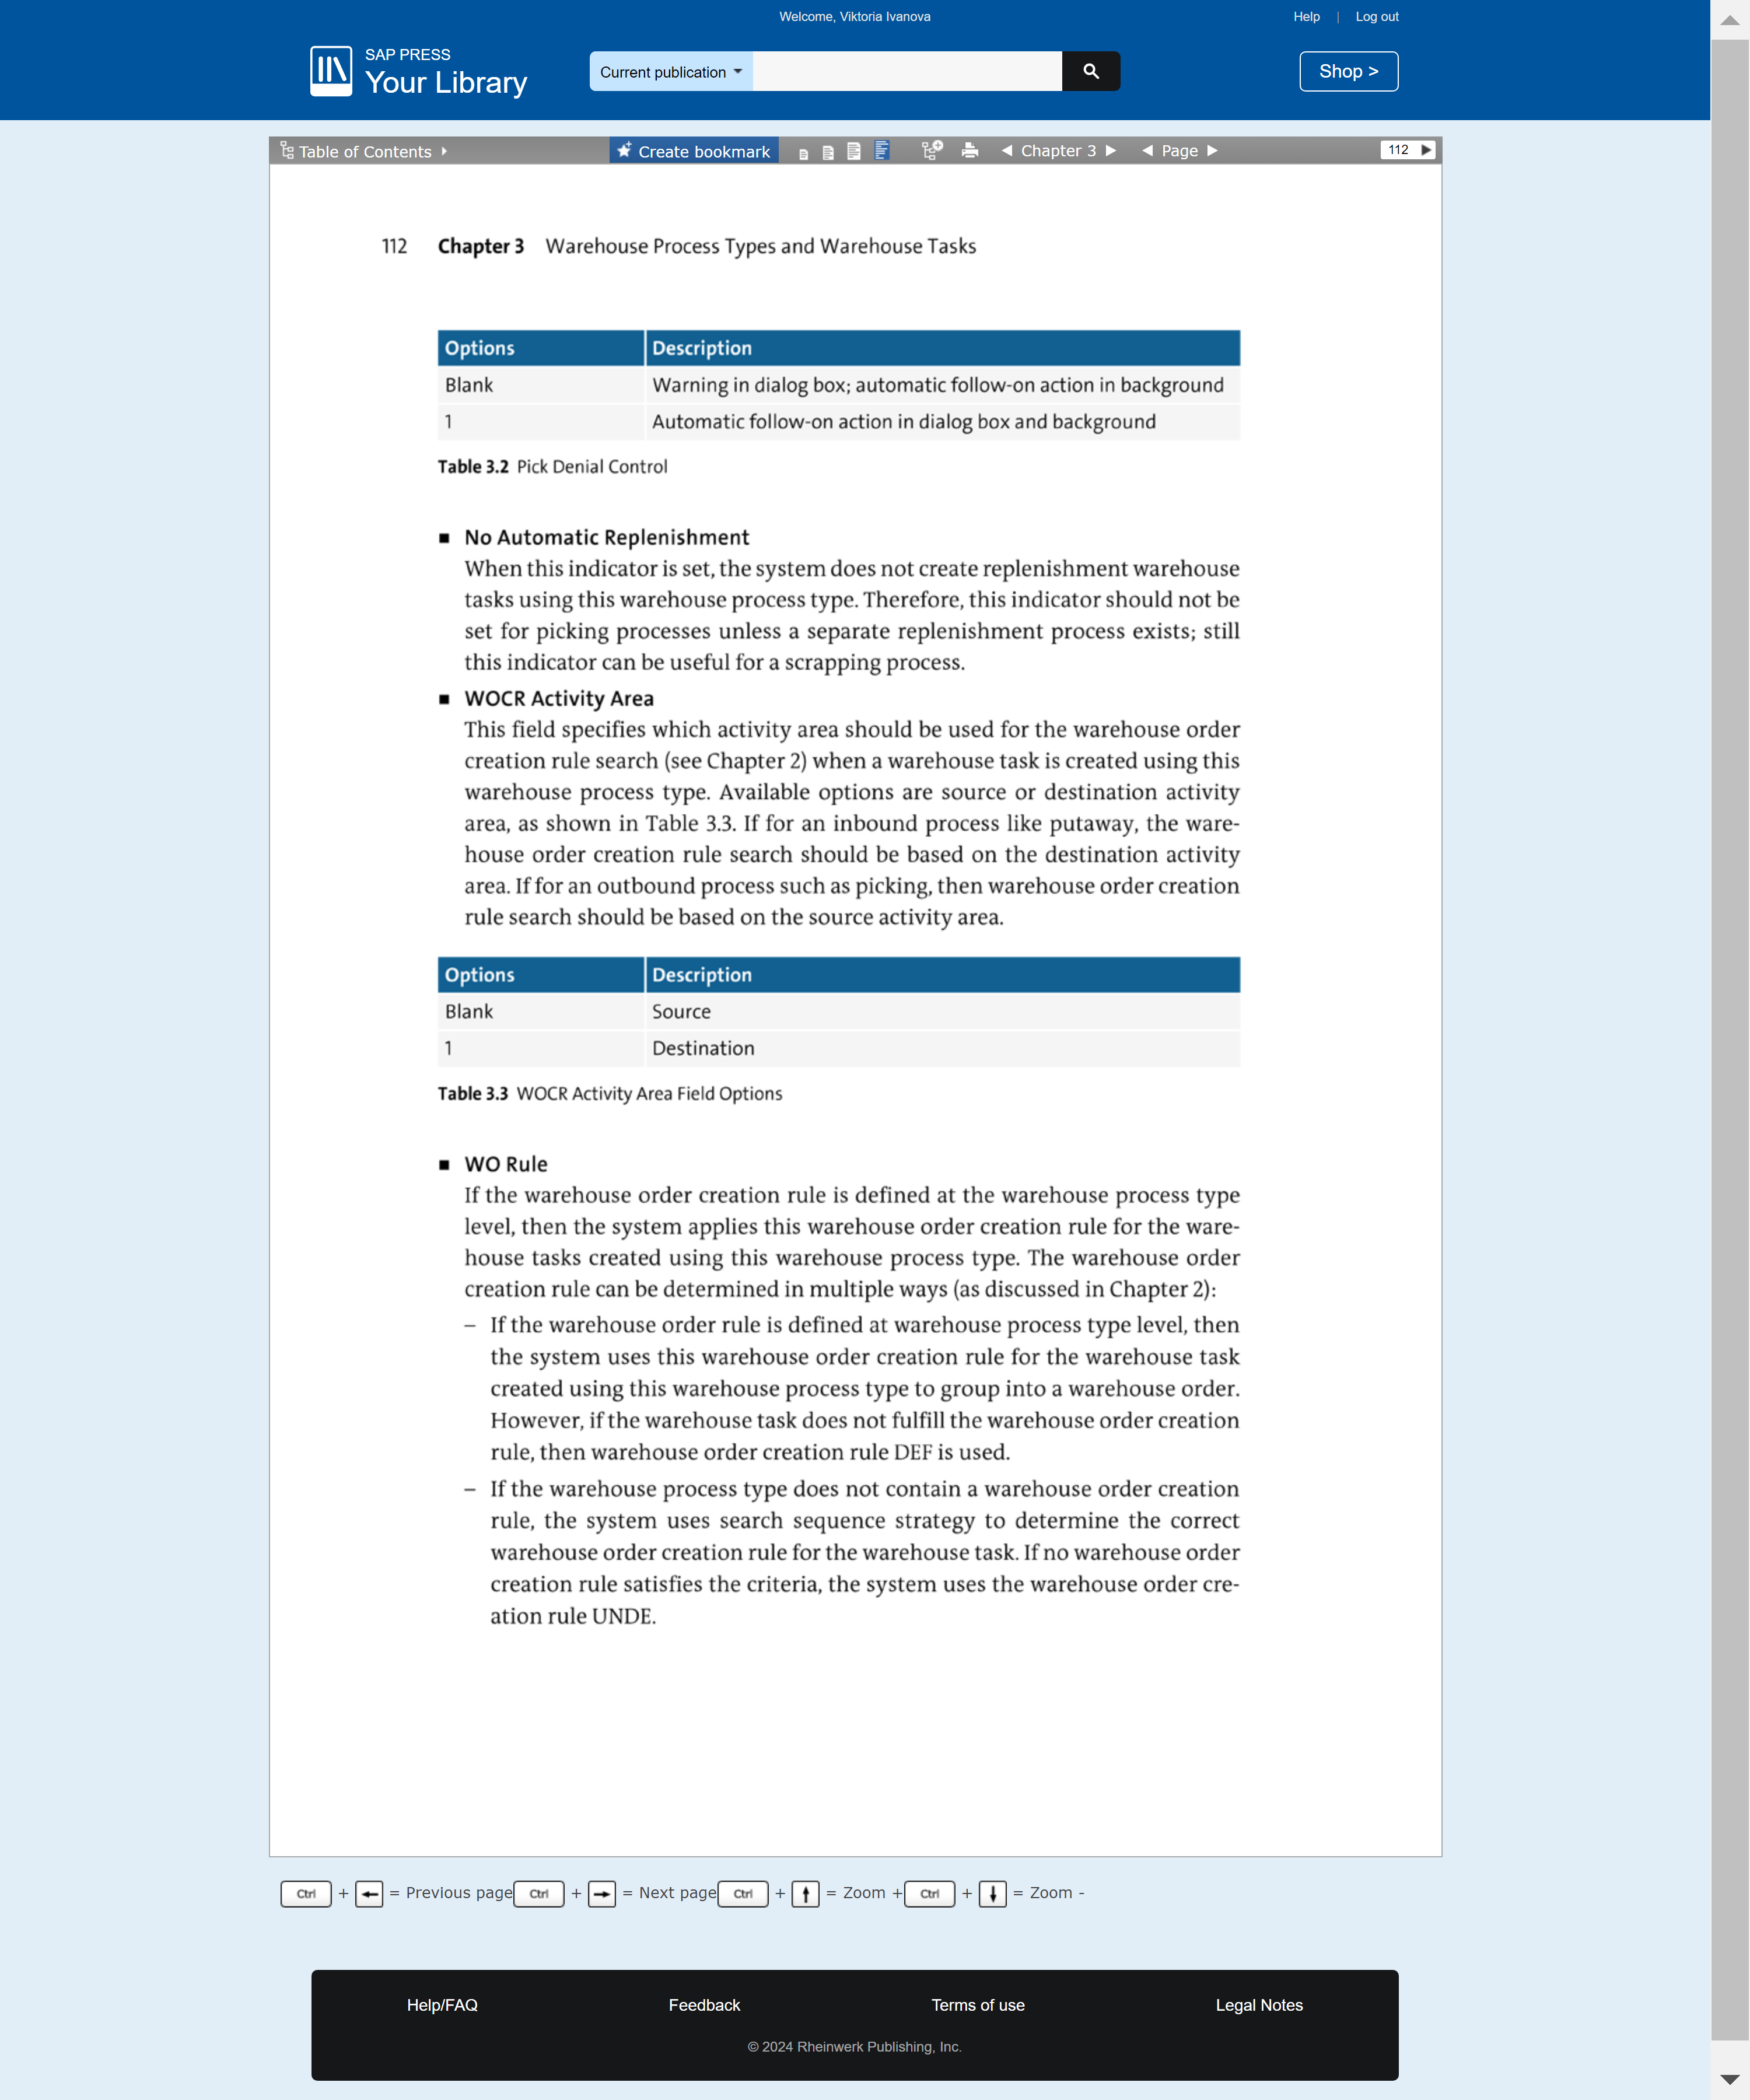 Welcome, Viktoria Ivanova
Help | Log out
SAP PRESS
Your Library
Current publication
Shop >
Table of Contents
Create bookmark
Chapter 3
Page
112
112 Chapter 3 Warehouse Process Types and Warehouse Tasks
Options Description
Blank Warning in dialog box; automatic follow-on action in background
1 Automatic follow-on action in dialog box and background
Table 3.2 Pick Denial Control
■ No Automatic Replenishment
When this indicator is set, the system does not create replenishment warehouse
tasks using this warehouse process type. Therefore, this indicator should not be
set for picking processes unless a separate replenishment process exists; still
this indicator can be useful for a scrapping process.
■ WOCR Activity Area
This field specifies which activity area should be used for the warehouse order
creation rule search (see Chapter 2) when a warehouse task is created using this
warehouse process type. Available options are source or destination activity
area, as shown in Table 3.3. If for an inbound process like putaway, the ware-
house order creation rule search should be based on the destination activity
area. If for an outbound process such as picking, then warehouse order creation
rule search should be based on the source activity area.
Options Description
Blank Source
1 Destination
Table 3.3 WOCR Activity Area Field Options
■ WO Rule
If the warehouse order creation rule is defined at the warehouse process type
level, then the system applies this warehouse order creation rule for the ware-
house tasks created using this warehouse process type. The warehouse order
creation rule can be determined in multiple ways (as discussed in Chapter 2):
– If the warehouse order rule is defined at warehouse process type level, then
the system uses this warehouse order creation rule for the warehouse task
created using this warehouse process type to group into a warehouse order.
However, if the warehouse task does not fulfill the warehouse order creation
rule, then warehouse order creation rule DEF is used.
– If the warehouse process type does not contain a warehouse order creation
rule, the system uses search sequence strategy to determine the correct
warehouse order creation rule for the warehouse task. If no warehouse order
creation rule satisfies the criteria, the system uses the warehouse order cre-
ation rule UNDE.
Ctrl + ← = Previous page Ctrl + → = Next page Ctrl + ↑ = Zoom + Ctrl + ↓ = Zoom -
Help/FAQ Feedback Terms of use Legal Notes
© 2024 Rheinwerk Publishing, Inc.